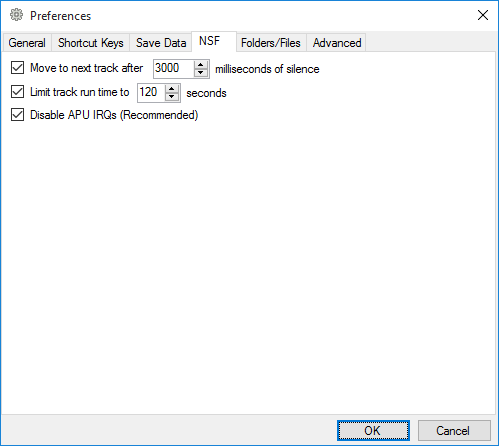 Preferences
General Shortcut Keys Save Data NSF Folders/Files Advanced
Move to next track after 3000 milliseconds of silence
Limit track run time to 120 seconds
Disable APU IRQs (Recommended)
OK Cancel